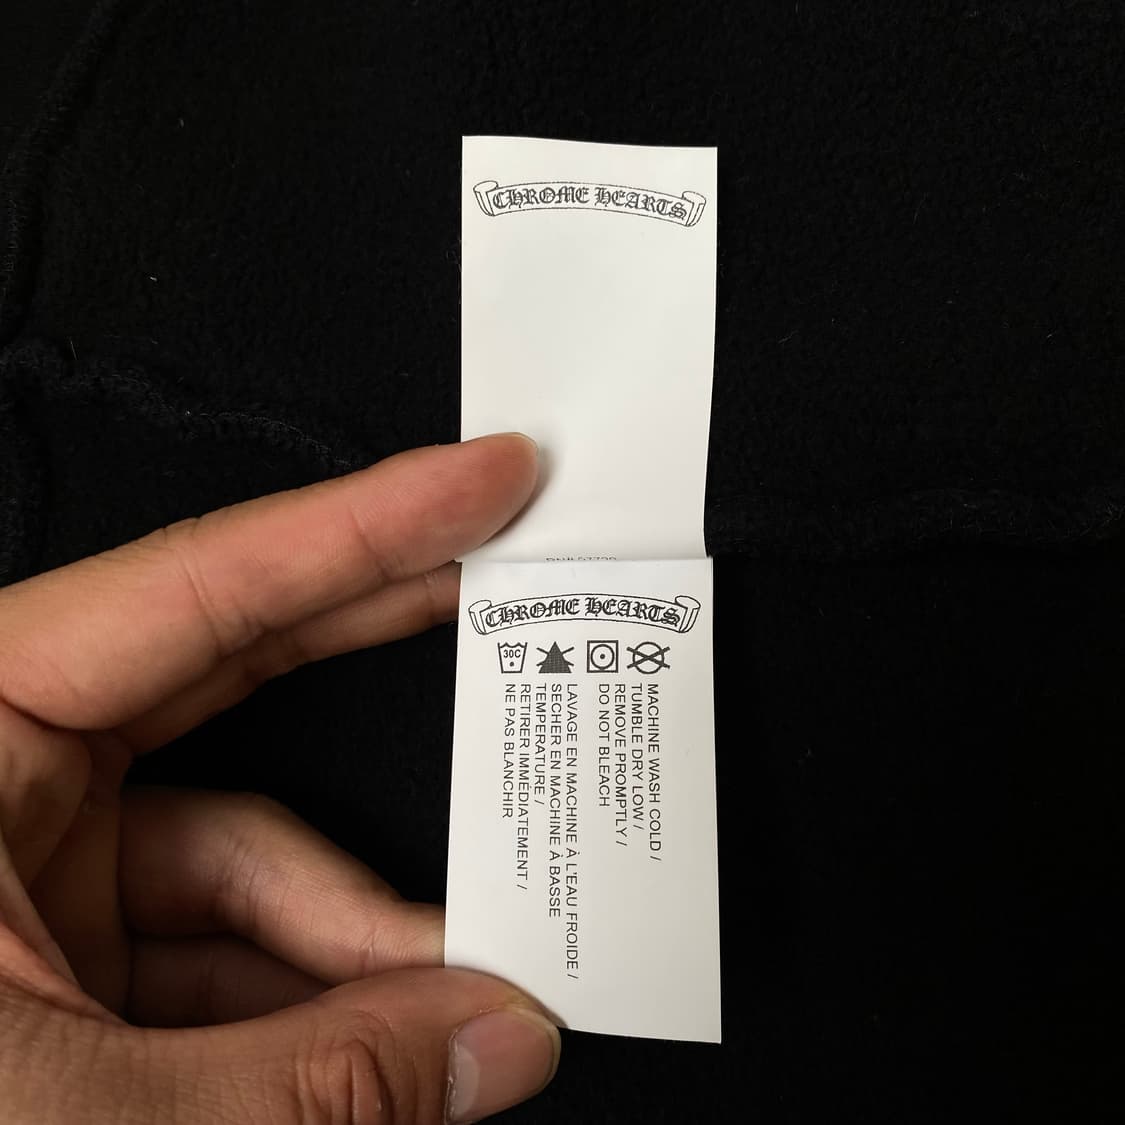 CHROME HEARTS
CHROME HEARTS
30C
MACHINE WASH COLD /
TUMBLE DRY LOW /
REMOVE PROMPTLY /
DO NOT BLEACH
LAVAGE EN MACHINE À L'EAU FROIDE /
SECHER EN MACHINE À BASSE
TEMPERATURE /
RETIRER IMMÉDIATEMENT /
NE PAS BLANCHIR